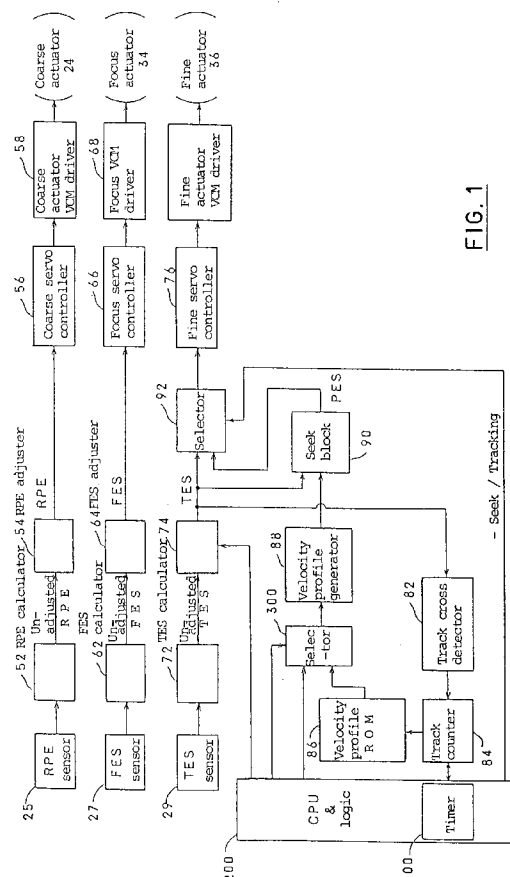 Coarse
actuator
24
Focus
actuator
34
Fine
actuator
36
58
Coarse
actuator
VCM driver
68
Focus VCM
driver
Fine
actuator
VCM driver
56
Coarse servo
controller
66
Focus servo
controller
76
Fine servo
controller
92
Selector
RPE
FES
TES
PES
Seek
block
90
54 RPE adjuster
64 FES adjuster
74
52 RPE calculator
Un-
adjusted
RPE
FES
62 calculator
Un-
adjusted
FES
72 TES calculator
Un-
adjusted
TES
25
RPE
sensor
27
FES
sensor
29
TES
sensor
88
Velocity
profile
generator
300
Selec
-tor
86
Velocity
profile
ROM
82
Track cross
detector
Track
counter
84
200
CPU
&
logic
Timer
00
- Seek / Tracking
FIG. 1